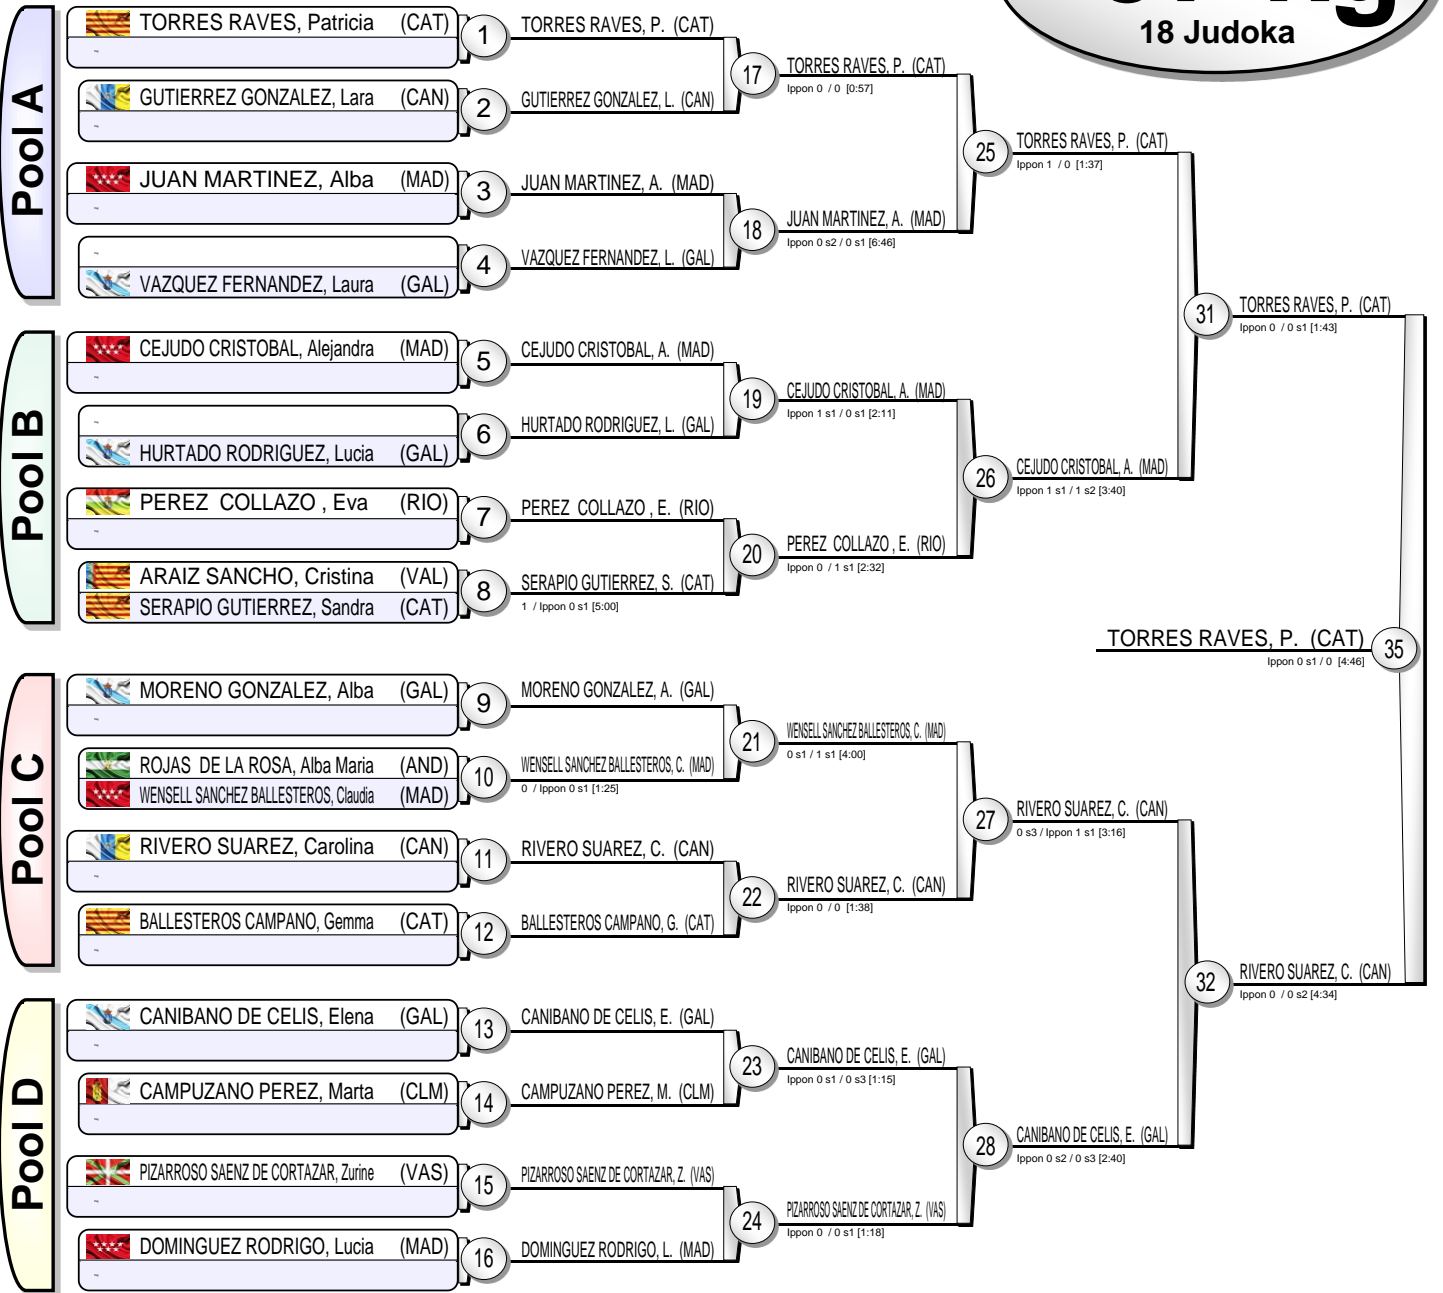 18 Judoka
Pool A
TORRES RAVES, Patricia (CAT)
-
1
GUTIERREZ GONZALEZ, Lara (CAN)
-
2
JUAN MARTINEZ, Alba (MAD)
-
3
-
VAZQUEZ FERNANDEZ, Laura (GAL)
4
TORRES RAVES, P. (CAT)
GUTIERREZ GONZALEZ, L. (CAN)
17
JUAN MARTINEZ, A. (MAD)
VAZQUEZ FERNANDEZ, L. (GAL)
18
TORRES RAVES, P. (CAT)
Ippon 0 / 0 [0:57]
JUAN MARTINEZ, A. (MAD)
Ippon 0 s2 / 0 s1 [6:46]
25
TORRES RAVES, P. (CAT)
Ippon 1 / 0 [1:37]
Pool B
CEJUDO CRISTOBAL, Alejandra (MAD)
-
5
-
HURTADO RODRIGUEZ, Lucia (GAL)
6
PEREZ COLLAZO , Eva (RIO)
-
7
ARAIZ SANCHO, Cristina (VAL)
SERAPIO GUTIERREZ, Sandra (CAT)
8
CEJUDO CRISTOBAL, A. (MAD)
HURTADO RODRIGUEZ, L. (GAL)
19
PEREZ COLLAZO , E. (RIO)
SERAPIO GUTIERREZ, S. (CAT)
1 / Ippon 0 s1 [5:00]
20
CEJUDO CRISTOBAL, A. (MAD)
Ippon 1 s1 / 0 s1 [2:11]
PEREZ COLLAZO , E. (RIO)
Ippon 0 / 1 s1 [2:32]
26
CEJUDO CRISTOBAL, A. (MAD)
Ippon 1 s1 / 1 s2 [3:40]
31
TORRES RAVES, P. (CAT)
Ippon 0 / 0 s1 [1:43]
TORRES RAVES, P. (CAT)
Ippon 0 s1 / 0 [4:46]
35
Pool C
MORENO GONZALEZ, Alba (GAL)
-
9
ROJAS DE LA ROSA, Alba Maria (AND)
WENSELL SANCHEZ BALLESTEROS, Claudia (MAD)
10
RIVERO SUAREZ, Carolina (CAN)
-
11
BALLESTEROS CAMPANO, Gemma (CAT)
-
12
MORENO GONZALEZ, A. (GAL)
WENSELL SANCHEZ BALLESTEROS, C. (MAD)
0 / Ippon 0 s1 [1:25]
21
RIVERO SUAREZ, C. (CAN)
BALLESTEROS CAMPANO, G. (CAT)
22
WENSELL SANCHEZ BALLESTEROS, C. (MAD)
0 s1 / 1 s1 [4:00]
RIVERO SUAREZ, C. (CAN)
Ippon 0 / 0 [1:38]
27
RIVERO SUAREZ, C. (CAN)
0 s3 / Ippon 1 s1 [3:16]
Pool D
CANIBANO DE CELIS, Elena (GAL)
-
13
CAMPUZANO PEREZ, Marta (CLM)
-
14
PIZARROSO SAENZ DE CORTAZAR, Zurine (VAS)
-
15
DOMINGUEZ RODRIGO, Lucia (MAD)
-
16
CANIBANO DE CELIS, E. (GAL)
CAMPUZANO PEREZ, M. (CLM)
23
PIZARROSO SAENZ DE CORTAZAR, Z. (VAS)
DOMINGUEZ RODRIGO, L. (MAD)
24
CANIBANO DE CELIS, E. (GAL)
Ippon 0 s1 / 0 s3 [1:15]
PIZARROSO SAENZ DE CORTAZAR, Z. (VAS)
Ippon 0 / 0 s1 [1:18]
28
CANIBANO DE CELIS, E. (GAL)
Ippon 0 s2 / 0 s3 [2:40]
32
RIVERO SUAREZ, C. (CAN)
Ippon 0 / 0 s2 [4:34]